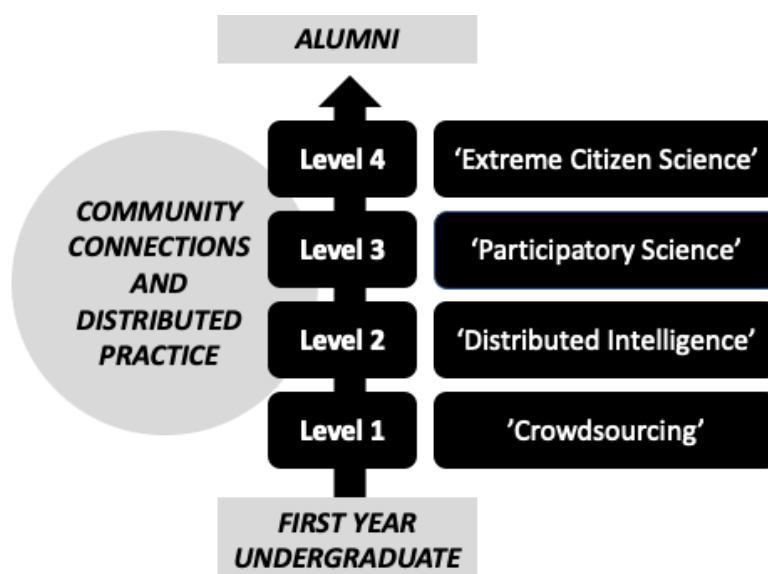 ALUMNI
Level 4
‘Extreme Citizen Science’
COMMUNITY
CONNECTIONS
AND
DISTRIBUTED
PRACTICE
Level 3
‘Participatory Science’
Level 2
‘Distributed Intelligence’
Level 1
’Crowdsourcing’
FIRST YEAR
UNDERGRADUATE